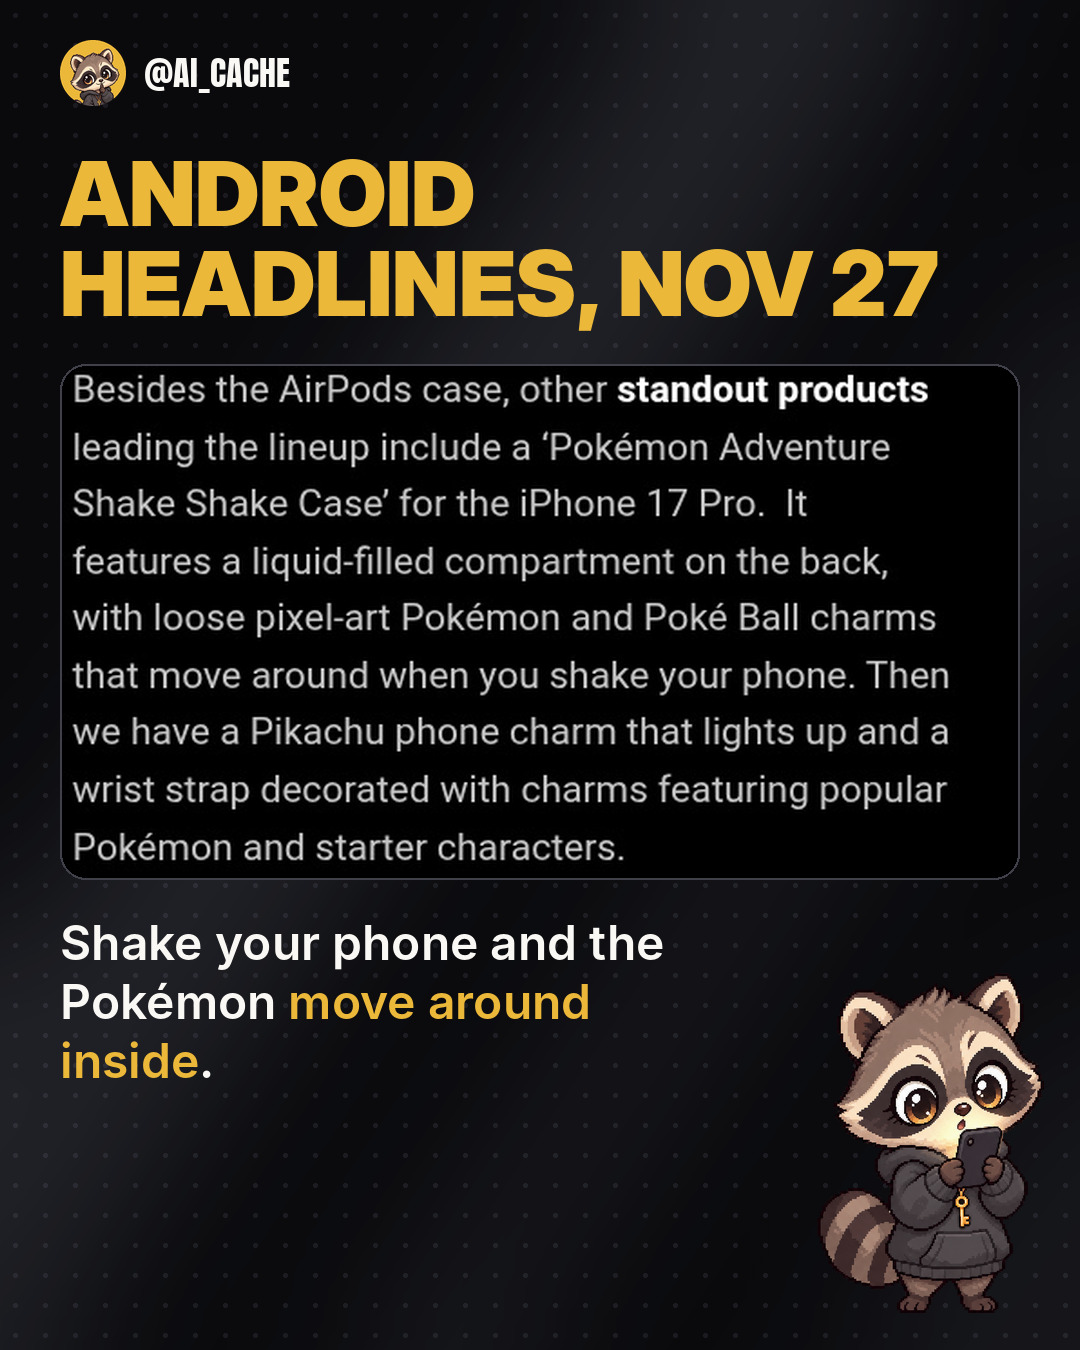 @AI_CACHE
ANDROID
HEADLINES, NOV 27
Besides the AirPods case, other standout products
leading the lineup include a ‘Pokémon Adventure
Shake Shake Case’ for the iPhone 17 Pro.  It
features a liquid-filled compartment on the back,
with loose pixel-art Pokémon and Poké Ball charms
that move around when you shake your phone. Then
we have a Pikachu phone charm that lights up and a
wrist strap decorated with charms featuring popular
Pokémon and starter characters.
Shake your phone and the
Pokémon move around
inside.